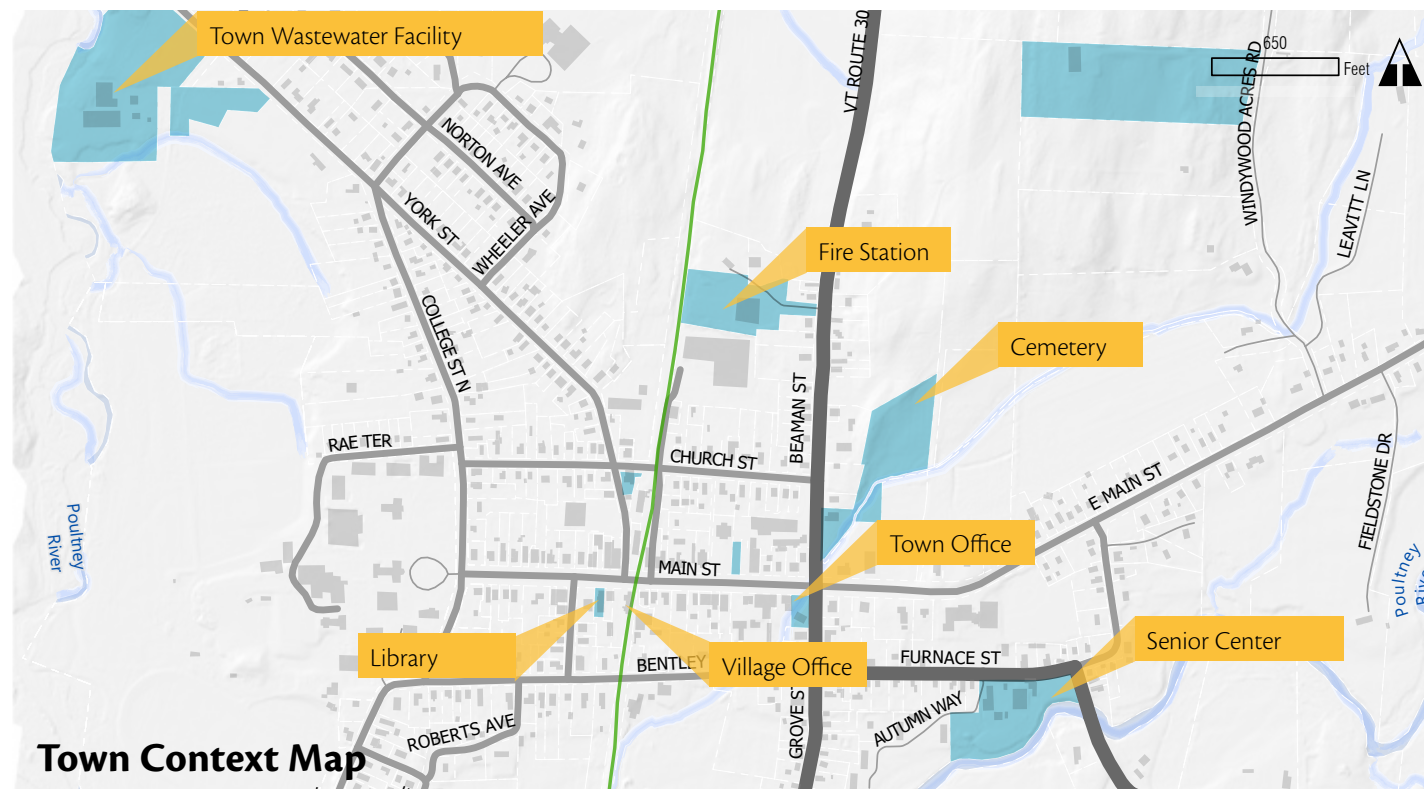 Town Wastewater Facility
VT ROUTE 30
650
Feet
WINDYWOOD ACRES RD
LEAVITT LN
NORTON AVE
YORK ST
WHEELER AVE
Fire Station
COLLEGE ST N
Cemetery
BEAMAN ST
RAE TER
CHURCH ST
E MAIN ST
FIELDSTONE DR
Poultney
River
Town Office
MAIN ST
Poultney
Library
BENTLEY
Village Office
FURNACE ST
Senior Center
GROVE ST
AUTUMN WAY
ROBERTS AVE
Town Context Map